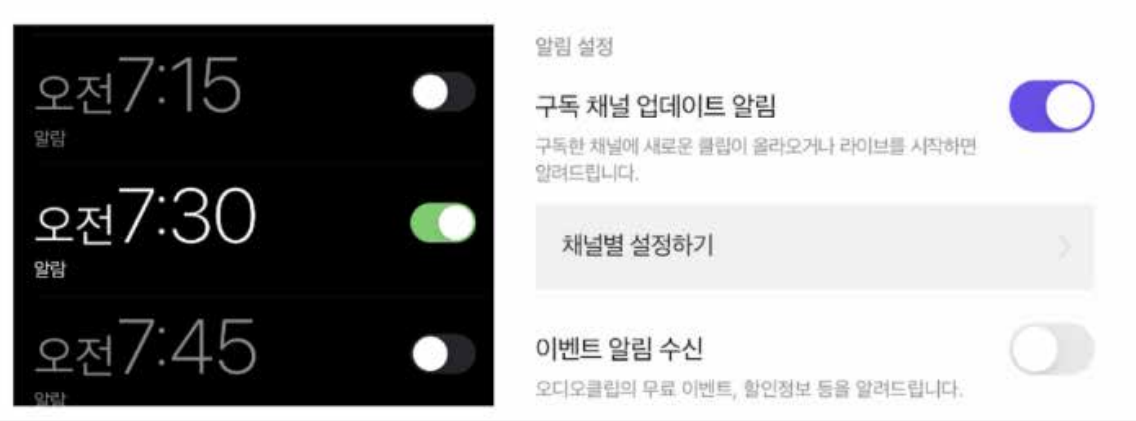 오전7:15
알람
오전7:30
알람
오전7:45
알람
알림 설정
구독 채널 업데이트 알림
구독한 채널에 새로운 클립이 올라오거나 라이브를 시작하면
알려드립니다.
채널별 설정하기
이벤트 알림 수신
오디오클립의 무료 이벤트, 할인정보 등을 알려드립니다.